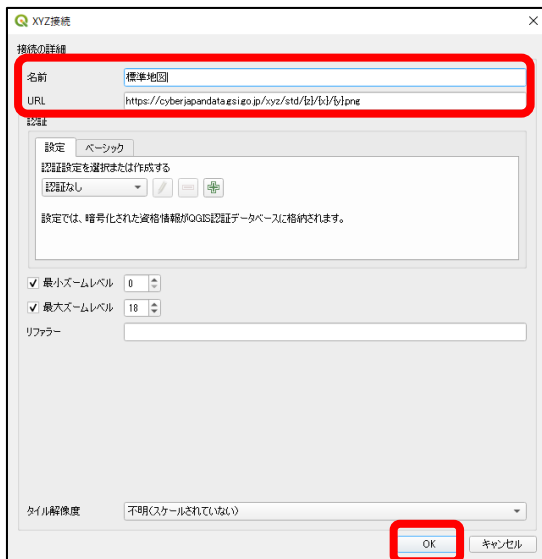 XYZ接続
接続の詳細
名前 標準地図
URL https://cyberjapandata.gsi.go.jp/xyz/std/{z}/{x}/{y}.png
認証
設定 ベーシック
認証設定を選択または作成する
認証なし
設定では、暗号化された資格情報がQGIS認証データベースに格納されます。
最小ズームレベル 0
最大ズームレベル 18
リファラー
タイル解像度 不明(スケールされていない)
OK キャンセル